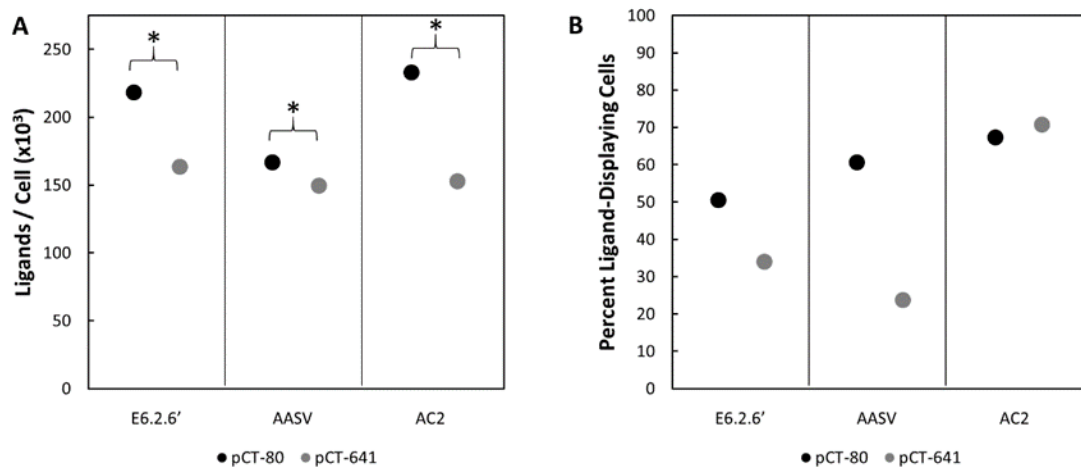 A
Ligands / Cell (x10³)
250
200
150
100
50
0
*
*
*
E6.2.6′
AASV
AC2
pCT-80 pCT-641
B
Percent Ligand-Displaying Cells
100
90
80
70
60
50
40
30
20
10
0
E6.2.6′
AASV
AC2
pCT-80 pCT-641